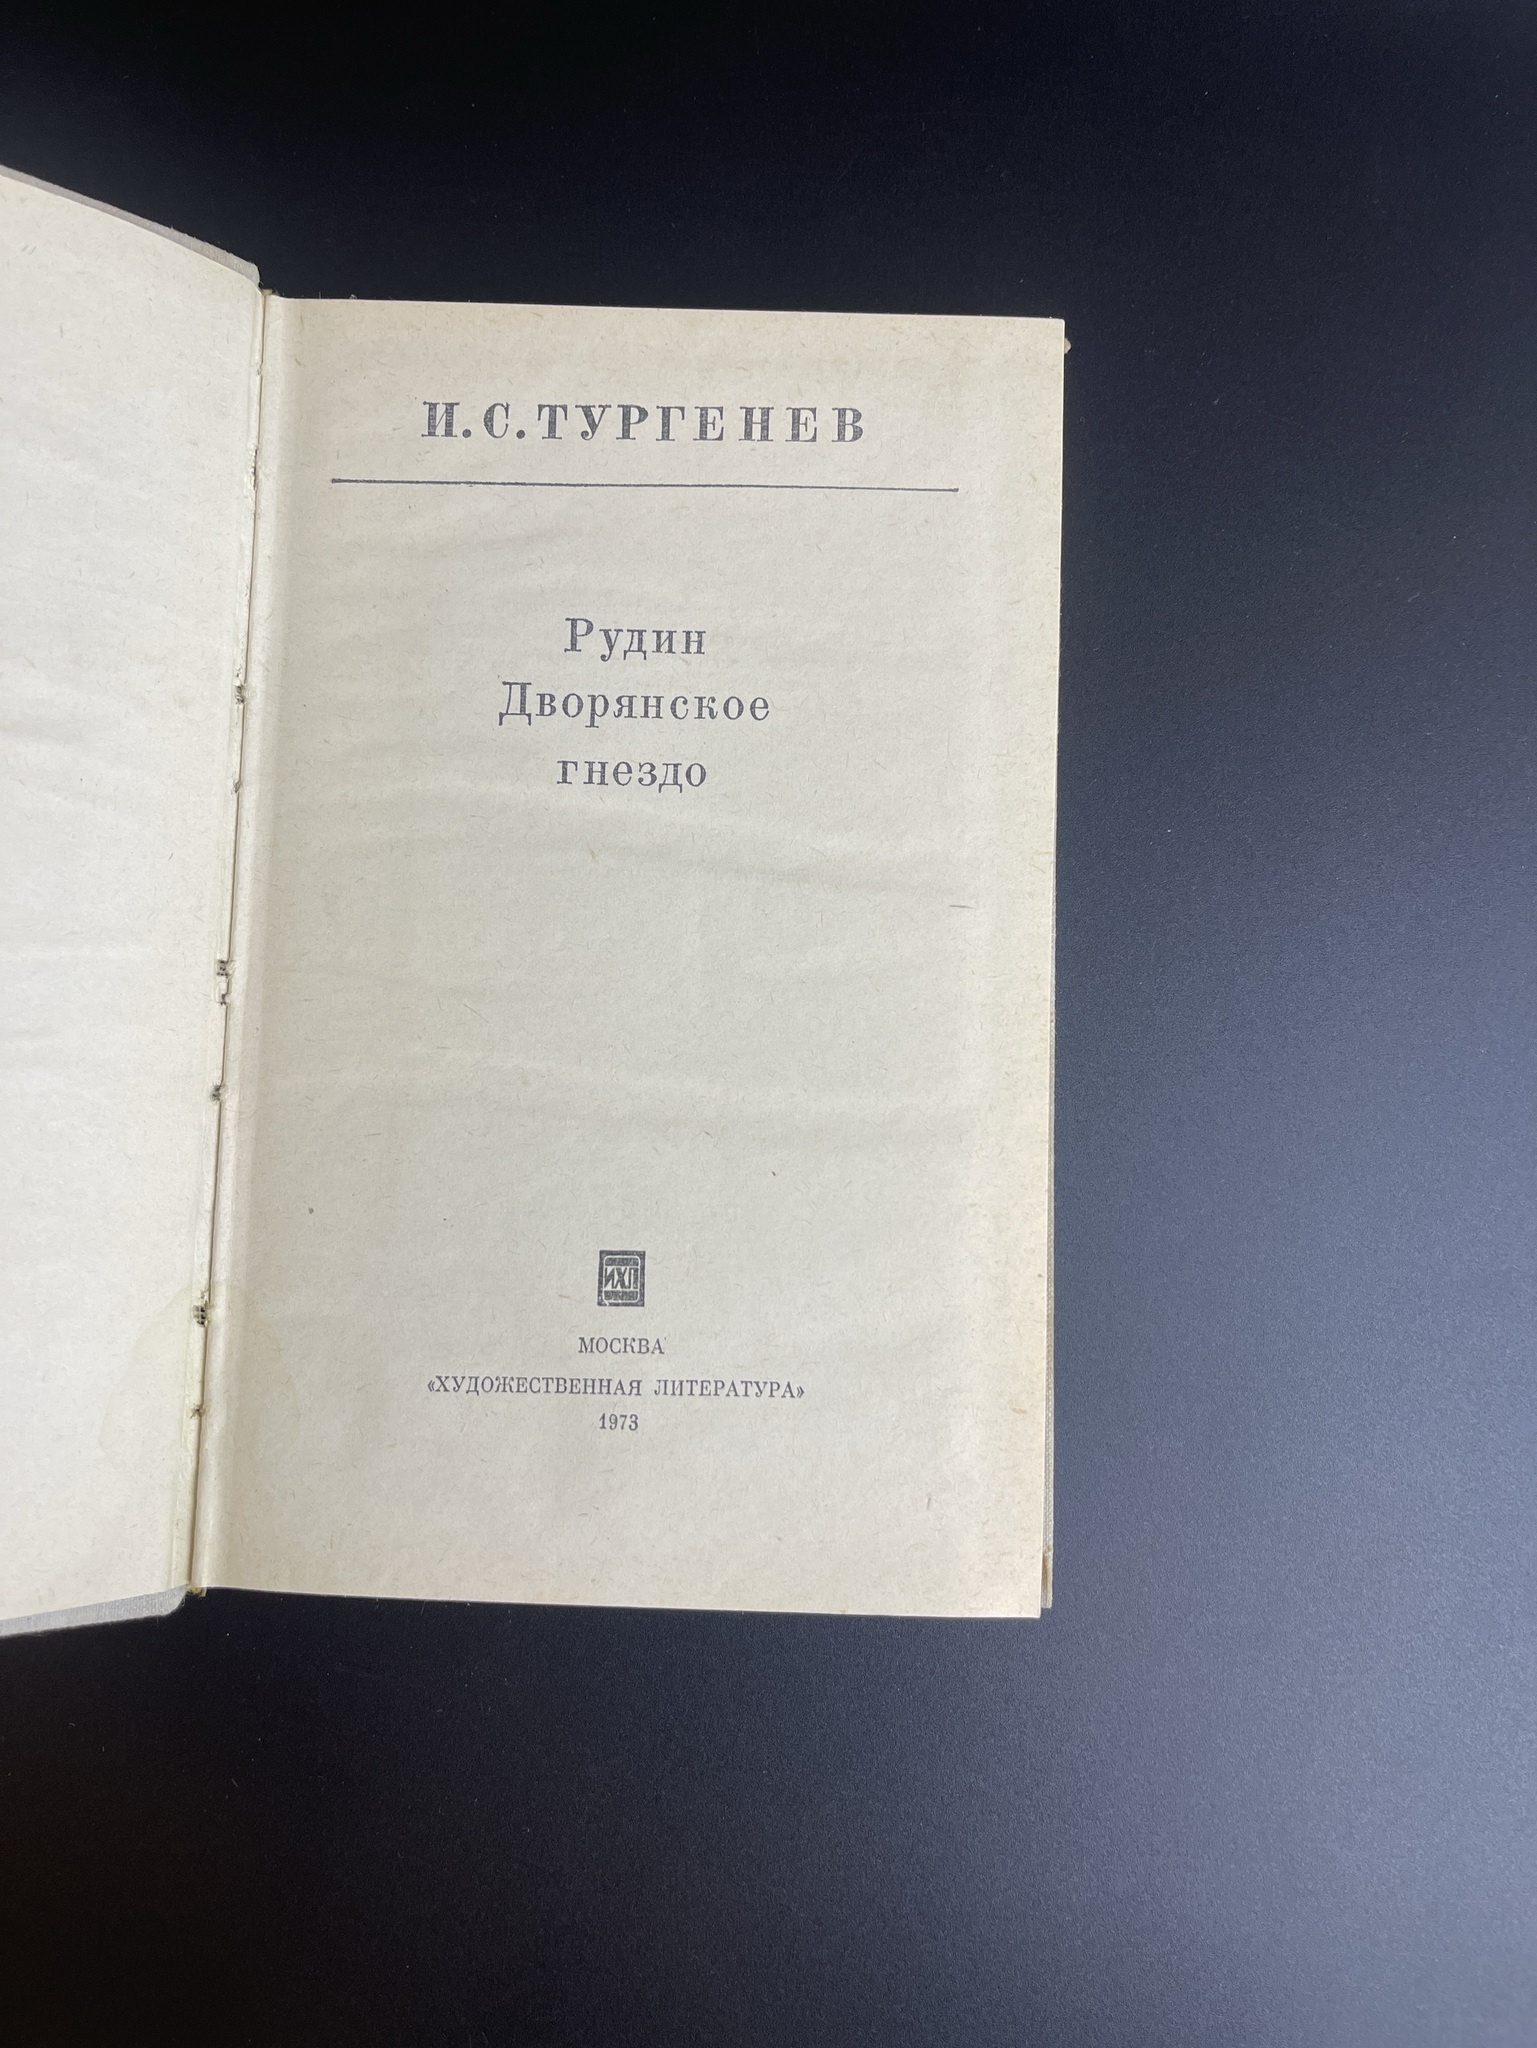 И. С. ТУРГЕНЕВ
Рудин
Дворянское
гнездо
ИХЛ
МОСКВА
«ХУДОЖЕСТВЕННАЯ ЛИТЕРАТУРА»
1973